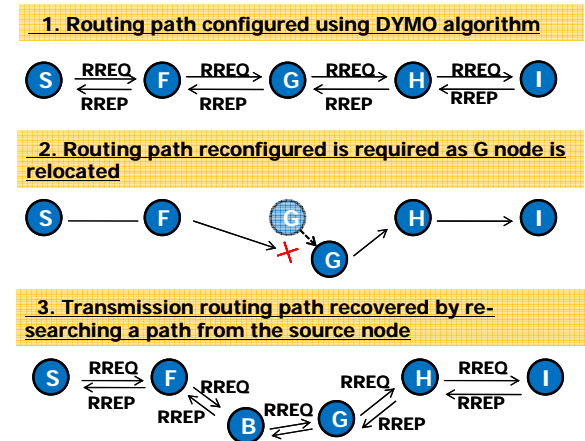 1. Routing path configured using DYMO algorithm
RREQ RREQ RREQ RREQ
S F G H I
RREP RREP RREP RREP
2. Routing path reconfigured is required as G node is
relocated
S F G H I
G
3. Transmission routing path recovered by re-
searching a path from the source node
RREQ RREQ
S F H I
RREP RREQ RREQ RREP
RREP RREQ RREP
B G